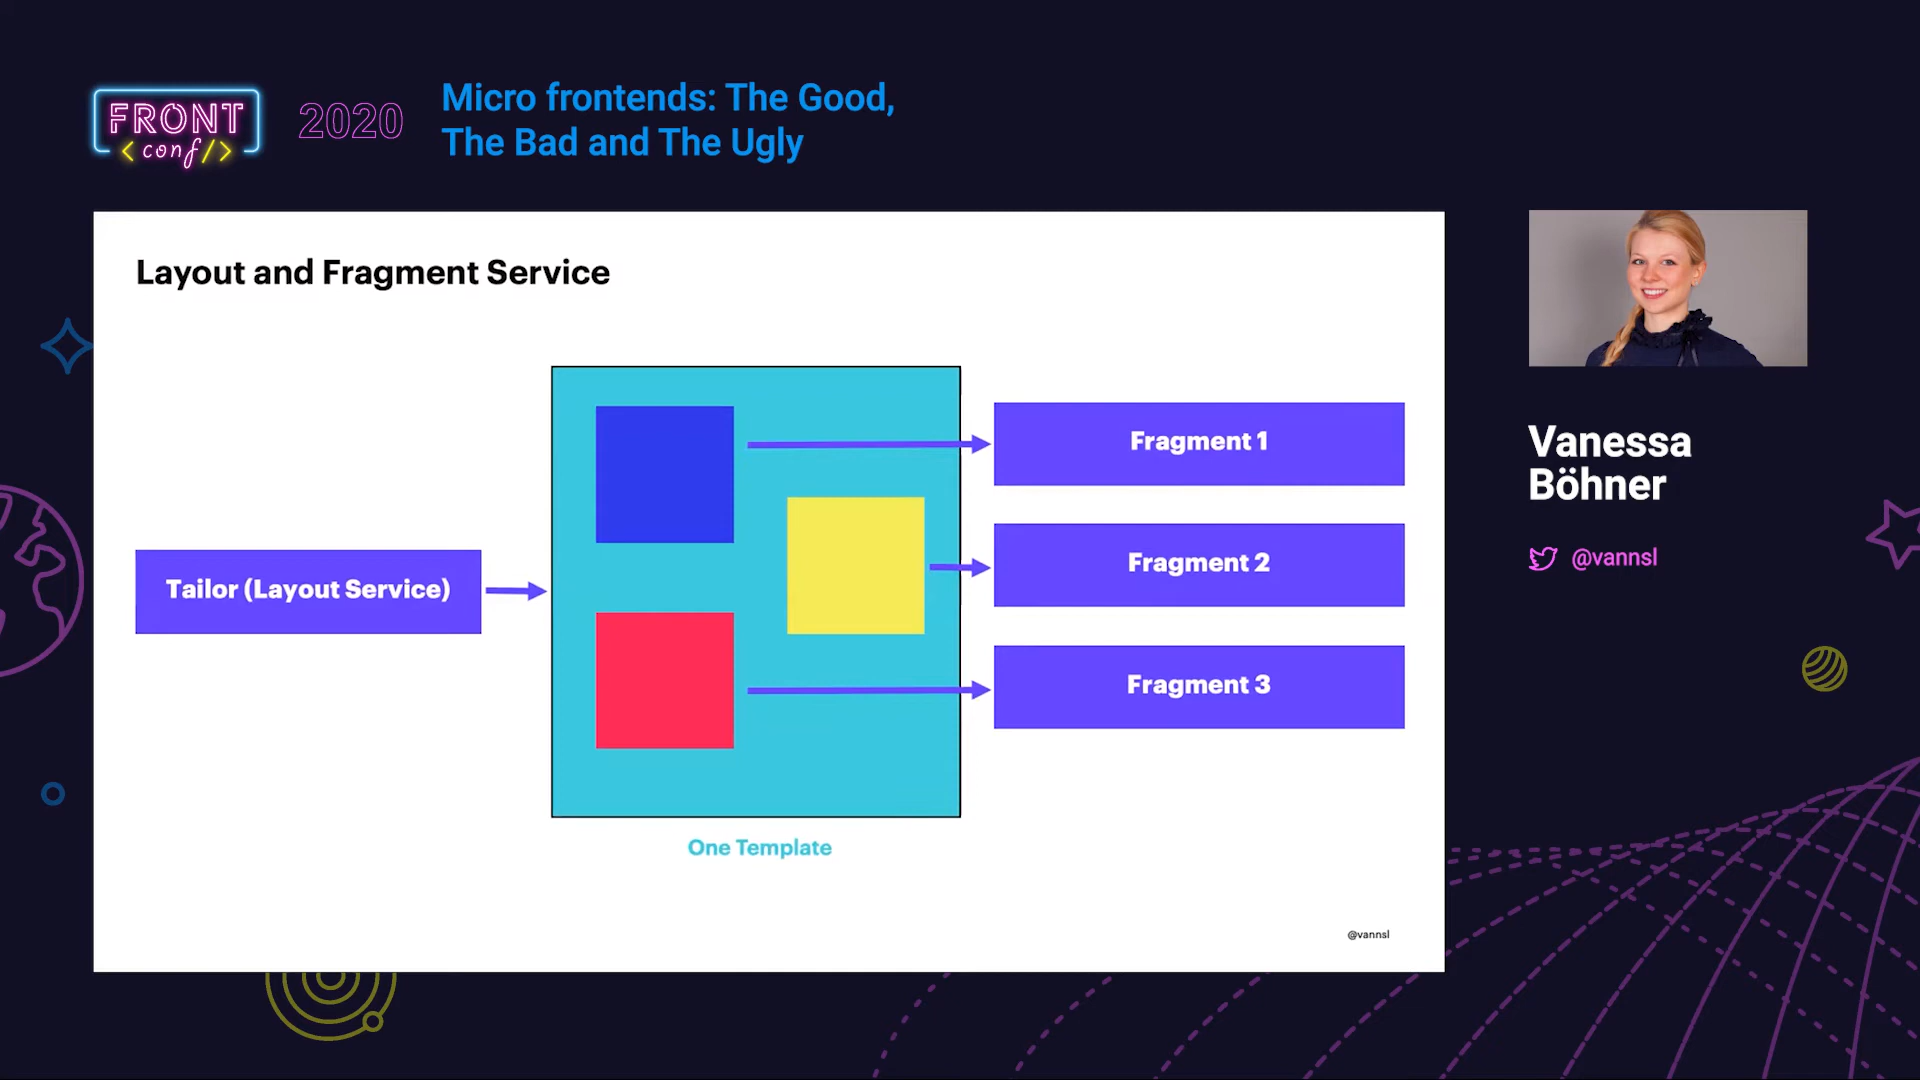 FRONT
<conf/>
2020
Micro frontends: The Good,
The Bad and The Ugly
Layout and Fragment Service
Tailor (Layout Service)
Fragment 1
Fragment 2
Fragment 3
One Template
@vannsl
Vanessa
Böhner
@vannsl